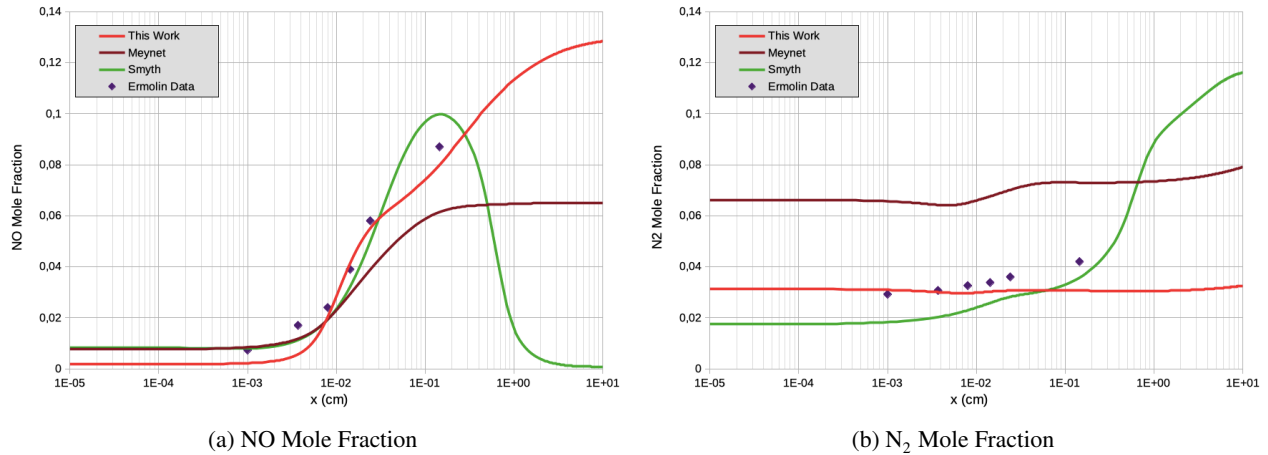 0,14
0,12
0,1
0,08
0,06
0,04
0,02
0
NO Mole Fraction
This Work
Meynet
Smyth
Ermolin Data
1E-05 1E-04 1E-03 1E-02 1E-01 1E+00 1E+01
x (cm)
(a) NO Mole Fraction
0,14
0,12
0,1
0,08
0,06
0,04
0,02
0
N2 Mole Fraction
This Work
Meynet
Smyth
Ermolin Data
1E-05 1E-04 1E-03 1E-02 1E-01 1E+00 1E+01
x (cm)
(b) N₂ Mole Fraction